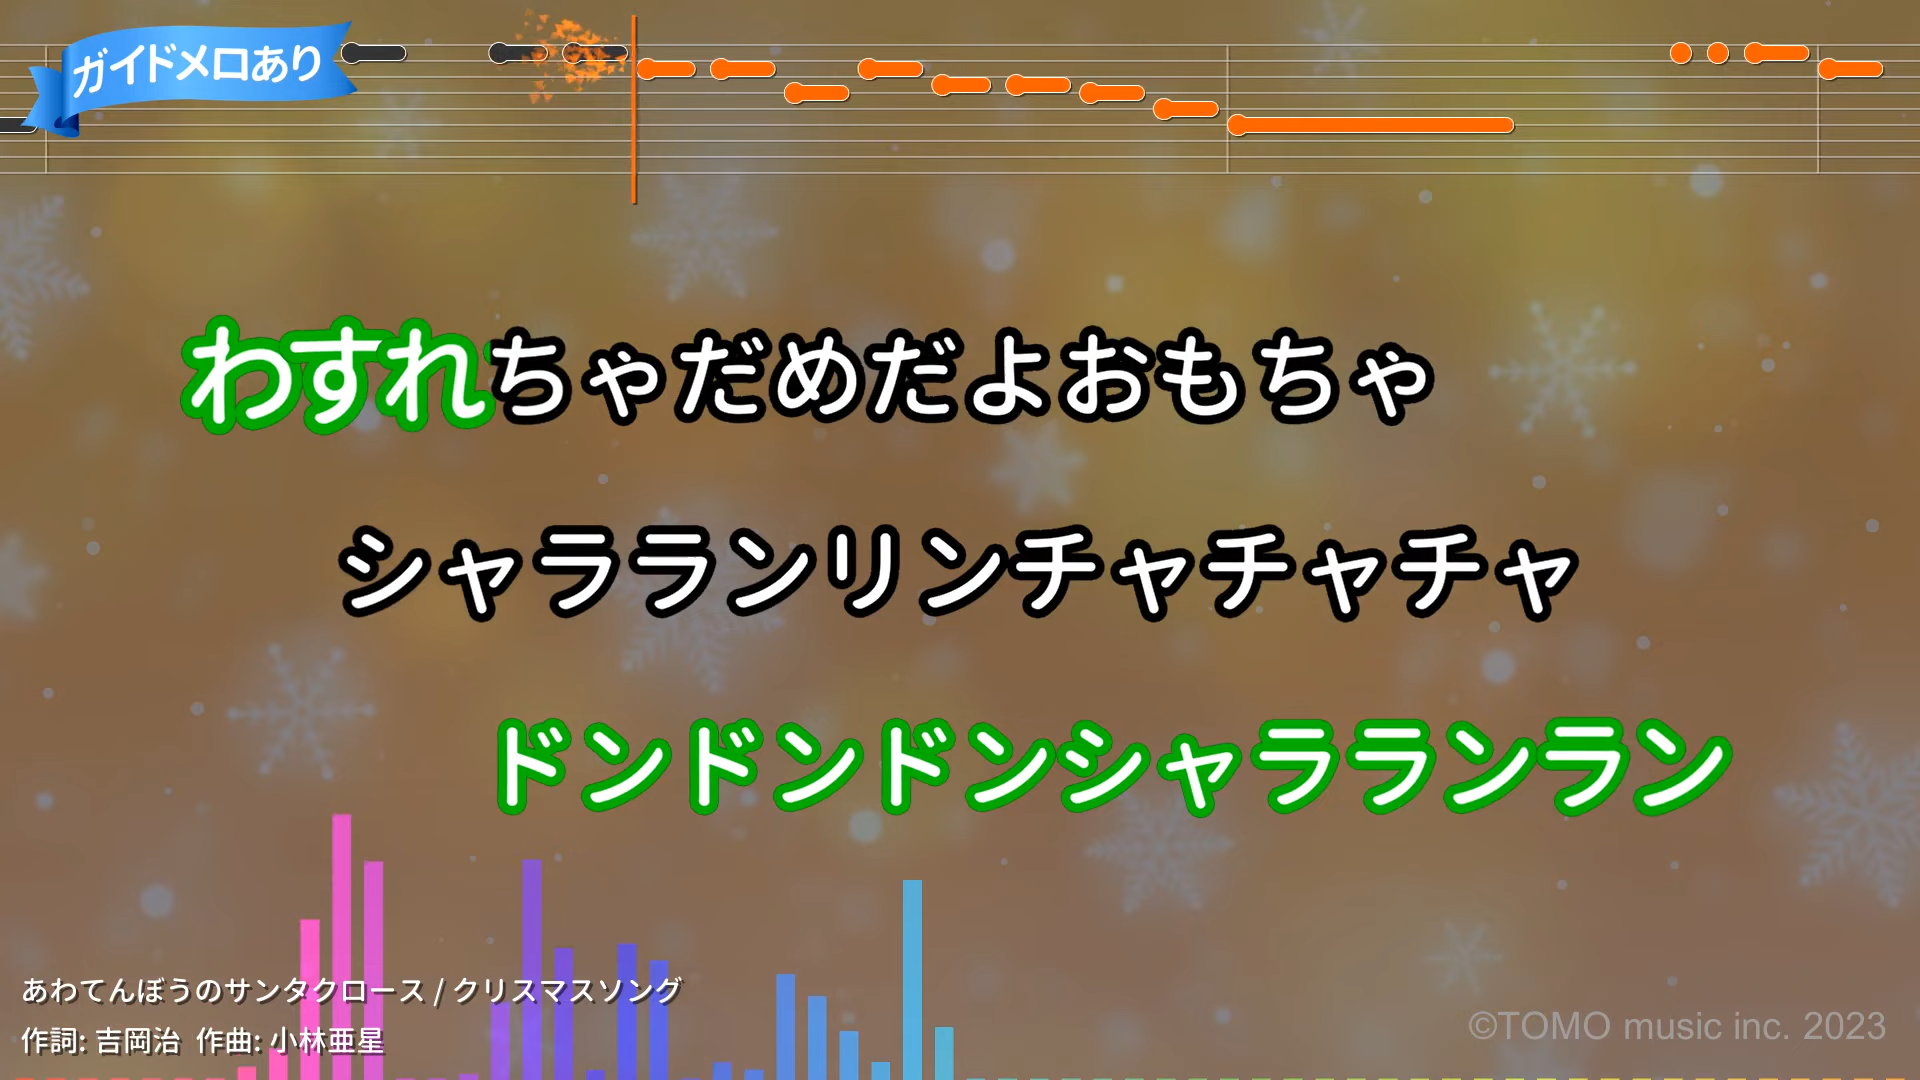 ガイドメロあり
わすれちゃだめだよおもちゃ
シャラランリンチャチャチャ
ドンドンドンシャラランラン
あわてんぼうのサンタクロース / クリスマスソング
作詞: 吉岡治 作曲: 小林亜星
©TOMO music inc. 2023